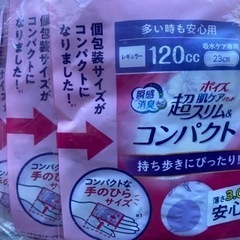 個包装サイズが
コンパクトに
なりました!
多い時も安心用
レギュラー
120cc
吸水ケア専用
23cm
瞬感
消臭
ポイズ
肌ケアパッド
超スリム&
コンパクト
持ち歩きにぴったり!
コンパクトな
手のひら
サイズ
薄さ3.0
安心
個包装サイズが
コンパクトに
なりました!
コンパクトな
手のひら
サイズ